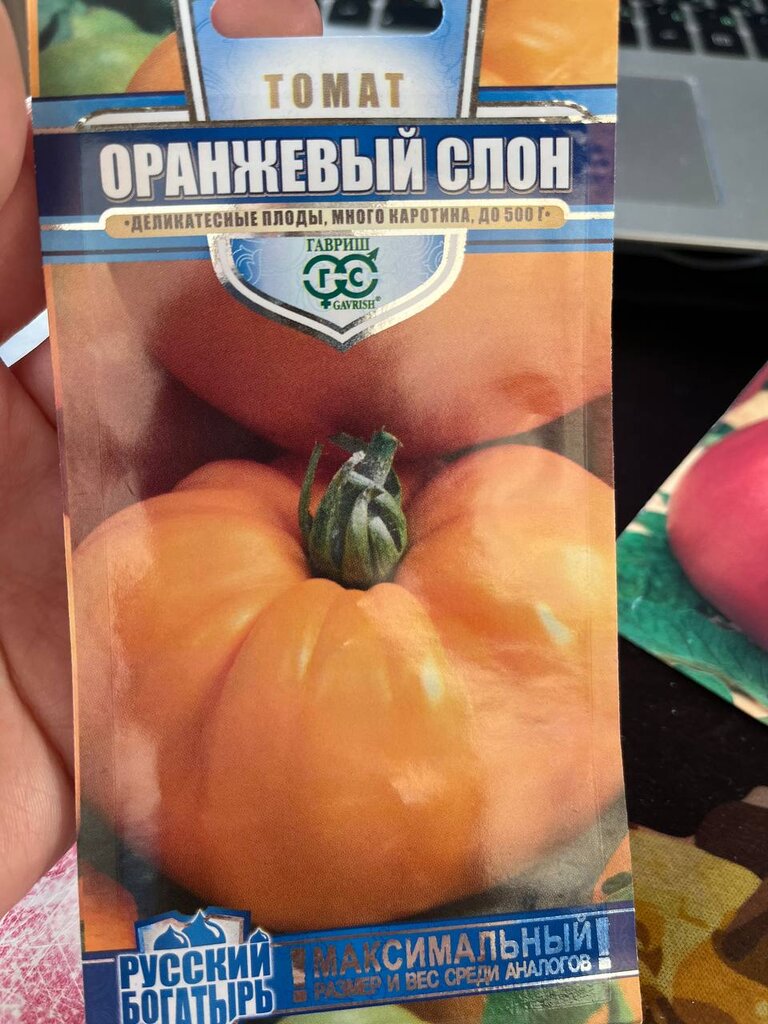 ТОМАТ
ОРАНЖЕВЫЙ СЛОН
•ДЕЛИКАТЕСНЫЕ ПЛОДЫ, МНОГО КАРОТИНА, ДО 500 Г•
ГАВРИШ
Г С
GAVRISH®
РУССКИЙ
БОГАТЫРЬ
! МАКСИМАЛЬНЫЙ !
РАЗМЕР И ВЕС СРЕДИ АНАЛОГОВ